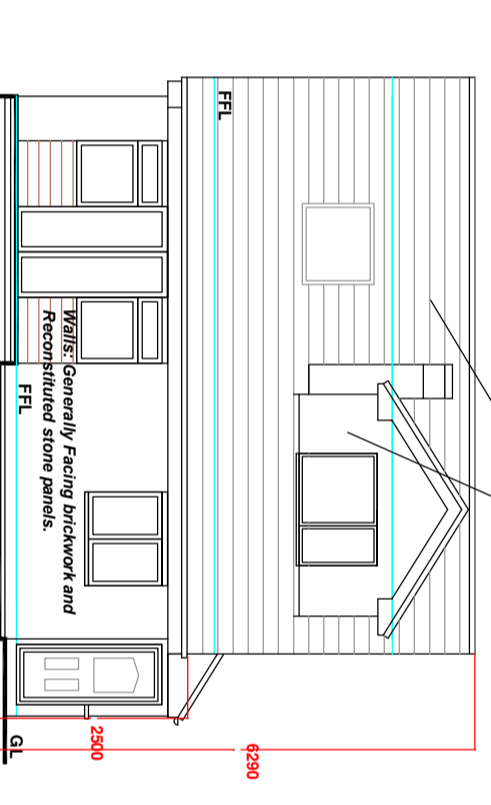 FFL
Walls: Generally Facing brickwork and
Reconstituted stone panels.
FFL
6290
2500
GL